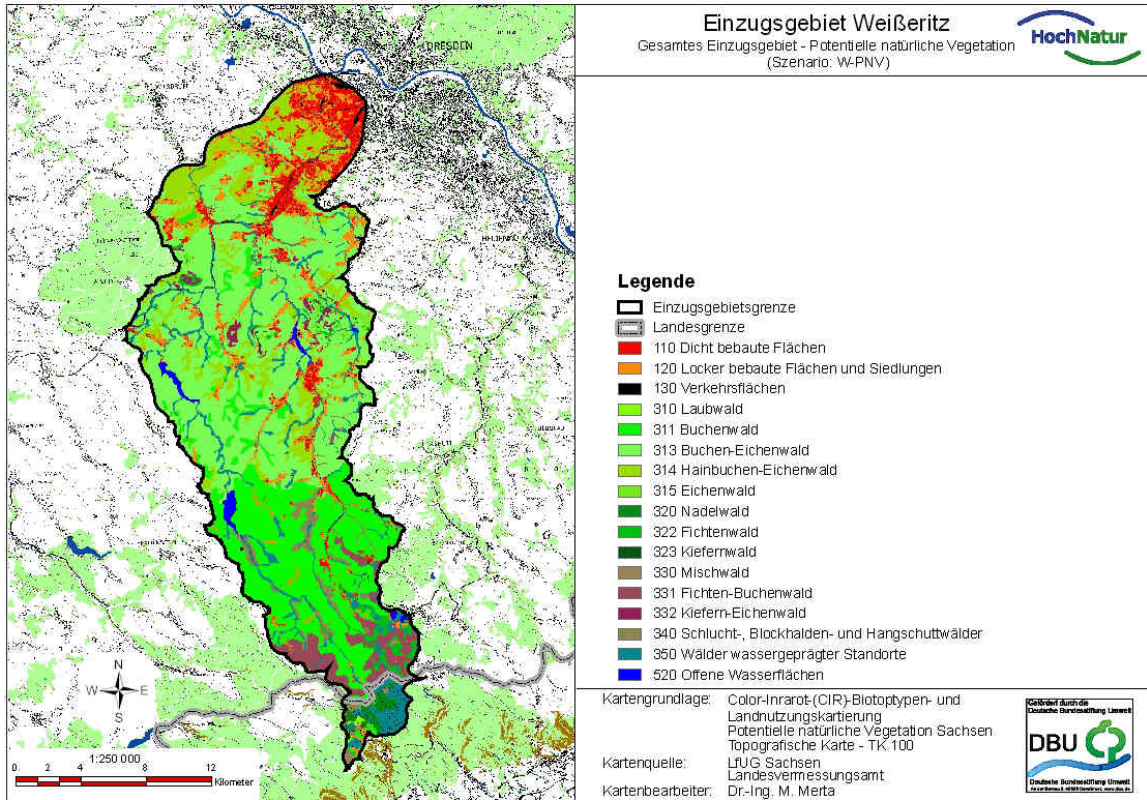 Einzugsgebiet Weißeritz
Gesamtes Einzugsgebiet - Potentielle natürliche Vegetation
(Szenario: W-PNV)
HochNatur
DRESDEN
Legende
Einzugsgebietsgrenze
Landesgrenze
110 Dicht bebaute Flächen
120 Locker bebaute Flächen und Siedlungen
130 Verkehrsflächen
310 Laubwald
311 Buchenwald
313 Buchen-Eichenwald
314 Hainbuchen-Eichenwald
315 Eichenwald
320 Nadelwald
322 Fichtenwald
323 Kiefernwald
330 Mischwald
331 Fichten-Buchenwald
332 Kiefern-Eichenwald
340 Schlucht-, Blockhalden- und Hangschuttwälder
350 Wälder wassergeprägter Standorte
520 Offene Wasserflächen
N
W E
S
1:250 000
0 2 4 8 12
Kilometer
Kartengrundlage: Color-Inrarot-(CIR)-Biotoptypen- und
Landnutzungskartierung
Potentielle natürliche Vegetation Sachsen
Topografische Karte - TK 100
Kartenquelle: LfUG Sachsen
Landesvermessungsamt
Kartenbearbeiter: Dr.-Ing. M. Merta
Gefördert durch die
Deutsche Bundesstiftung Umwelt
DBU
Deutsche Bundesstiftung Umwelt